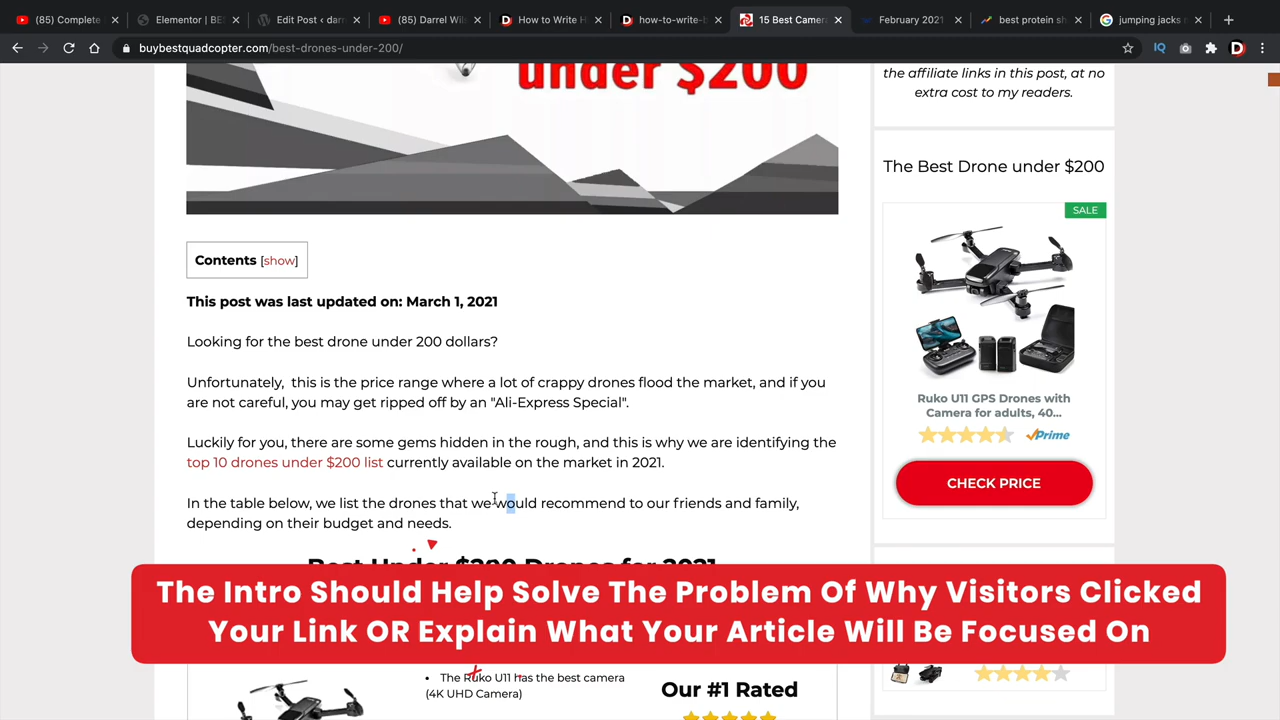 (85) Complete
Elementor | BE
Edit Post ‹ darr
(85) Darrel Wils
How to Write H
how-to-write-b
15 Best Camera
February 2021
best protein sh
jumping jacks m
buybestquadcopter.com/best-drones-under-200/
under $200
the affiliate links in this post, at no
extra cost to my readers.
The Best Drone under $200
SALE
Ruko U11 GPS Drones with
Camera for adults, 40...
Prime
CHECK PRICE
Contents [show]
This post was last updated on: March 1, 2021
Looking for the best drone under 200 dollars?
Unfortunately, this is the price range where a lot of crappy drones flood the market, and if you
are not careful, you may get ripped off by an "Ali-Express Special".
Luckily for you, there are some gems hidden in the rough, and this is why we are identifying the
top 10 drones under $200 list currently available on the market in 2021.
In the table below, we list the drones that we would recommend to our friends and family,
depending on their budget and needs.
Best Under $200 Drones for 2021
The Intro Should Help Solve The Problem Of Why Visitors Clicked
Your Link OR Explain What Your Article Will Be Focused On
• The Ruko U11 has the best camera
(4K UHD Camera)
Our #1 Rated